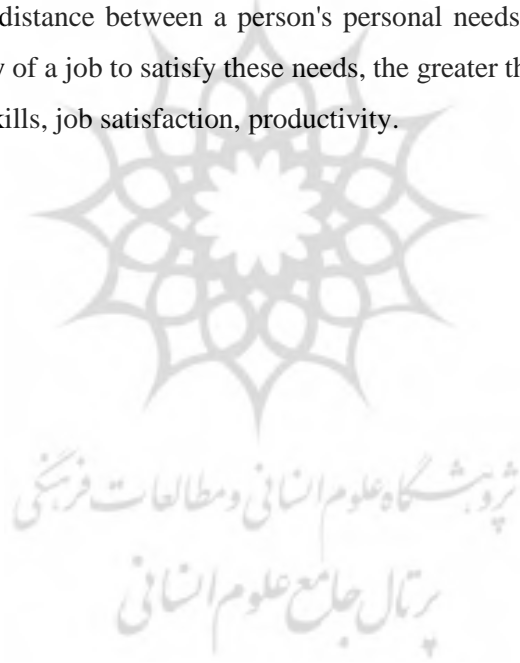 distance between a person's personal needs
y of a job to satisfy these needs, the greater th
kills, job satisfaction, productivity.
پژوهشگاه علوم انسانی و مطالعات فرهنگی
پرتال جامع علوم انسانی